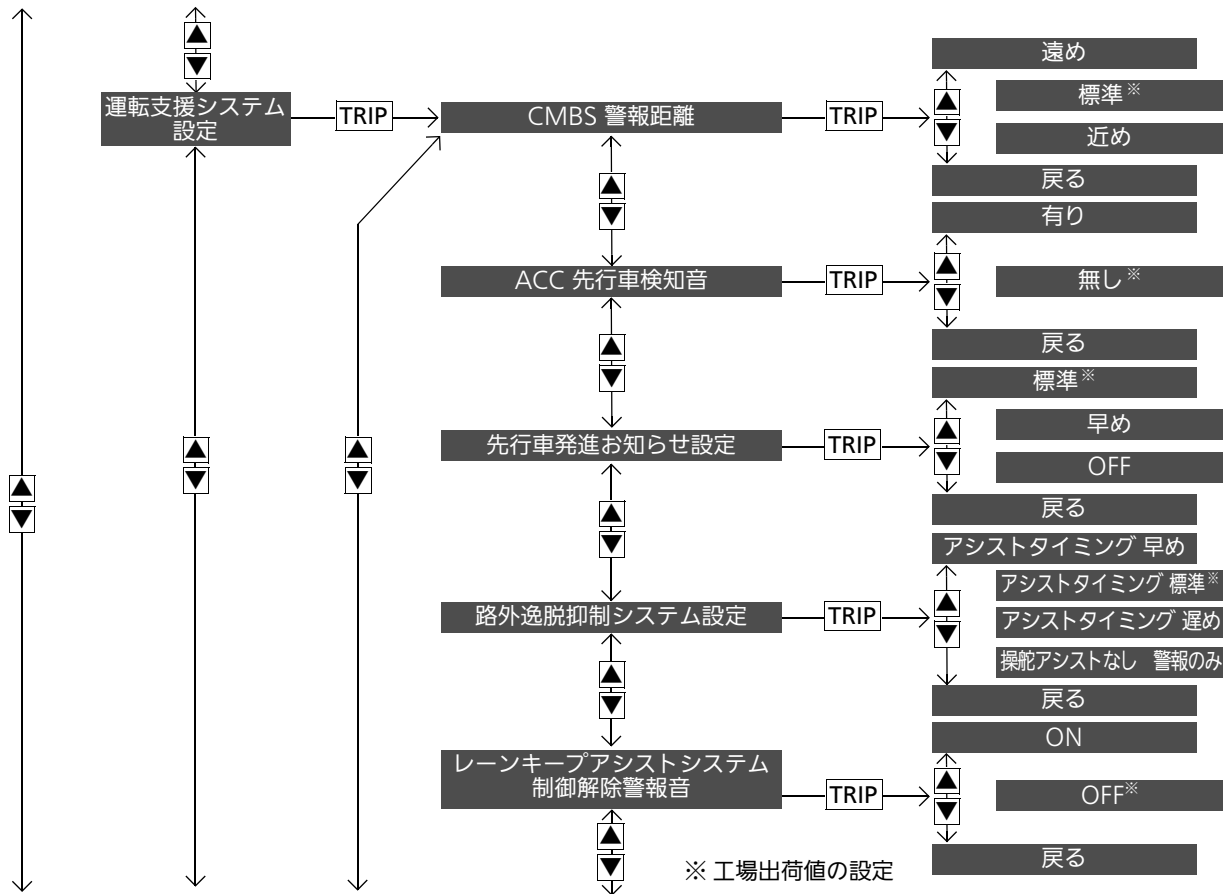 遠め
運転支援システム
設定
TRIP
CMBS 警報距離
TRIP
標準※
近め
戻る
有り
ACC 先行車検知音
TRIP
無し※
戻る
標準※
先行車発進お知らせ設定
TRIP
早め
OFF
戻る
アシストタイミング 早め
路外逸脱抑制システム設定
TRIP
アシストタイミング 標準※
アシストタイミング 遅め
操舵アシストなし 警報のみ
戻る
ON
レーンキープアシストシステム
制御解除警報音
TRIP
OFF※
戻る
※ 工場出荷値の設定